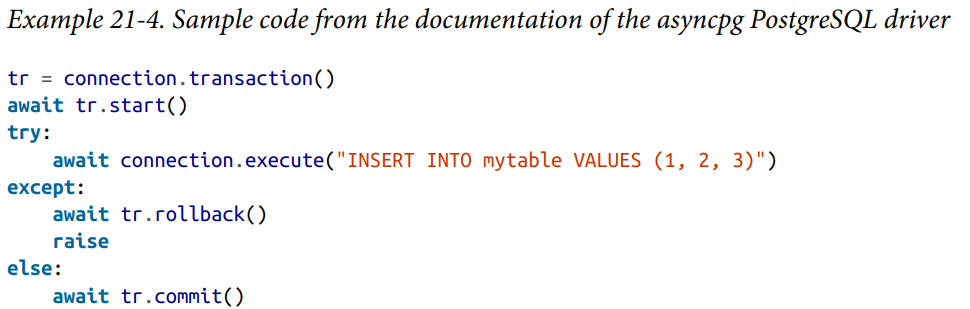 Example 21-4. Sample code from the documentation of the asyncpg PostgreSQL driver
tr = connection.transaction()
await tr.start()
try:
    await connection.execute("INSERT INTO mytable VALUES (1, 2, 3)")
except:
    await tr.rollback()
    raise
else:
    await tr.commit()